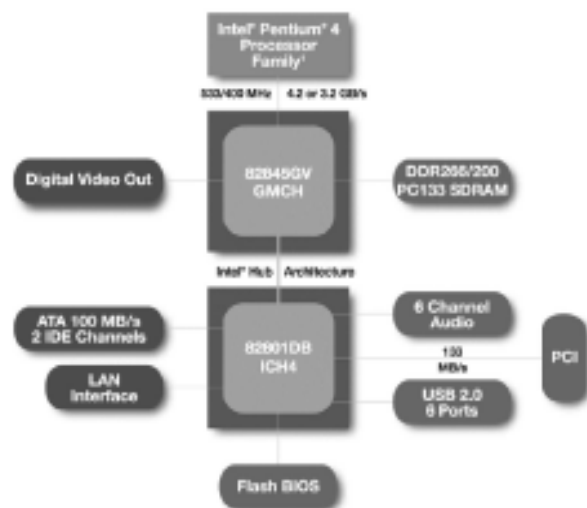 Intel® Pentium® 4
Processor
Family¹
533/400 MHz
4.2 or 3.2 GB/s
82845GV
GMCH
Digital Video Out
DDR266/200
PC133 SDRAM
Intel® Hub
Architecture
ATA 100 MB/s
2 IDE Channels
82801DB
ICH4
6 Channel
Audio
133
MB/s
PCI
LAN
Interface
USB 2.0
6 Ports
Flash BIOS